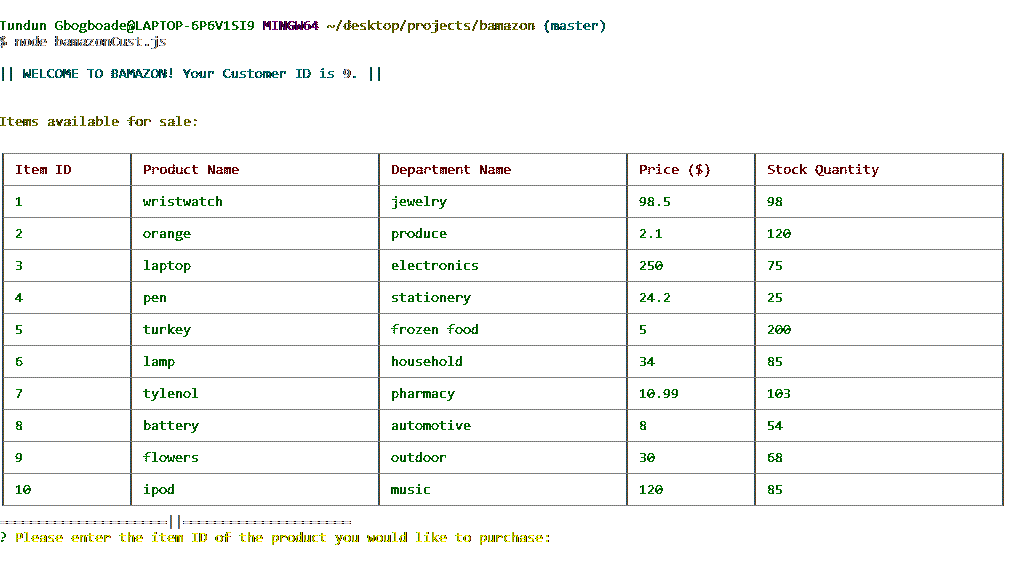 Tundun Gbogboade@LAPTOP-6P6V1SI9 MINGW64 ~/desktop/projects/bamazon (master)
$ node bamazonCust.js
|| WELCOME TO BAMAZON! Your Customer ID is 9. ||
Items available for sale:
Item ID Product Name Department Name Price ($) Stock Quantity
1 wristwatch jewelry 98.5 98
2 orange produce 2.1 120
3 laptop electronics 250 75
4 pen stationery 24.2 25
5 turkey frozen food 5 200
6 lamp household 34 85
7 tylenol pharmacy 10.99 103
8 battery automotive 8 54
9 flowers outdoor 30 68
10 ipod music 120 85
=====================||=====================
? Please enter the item ID of the product you would like to purchase: